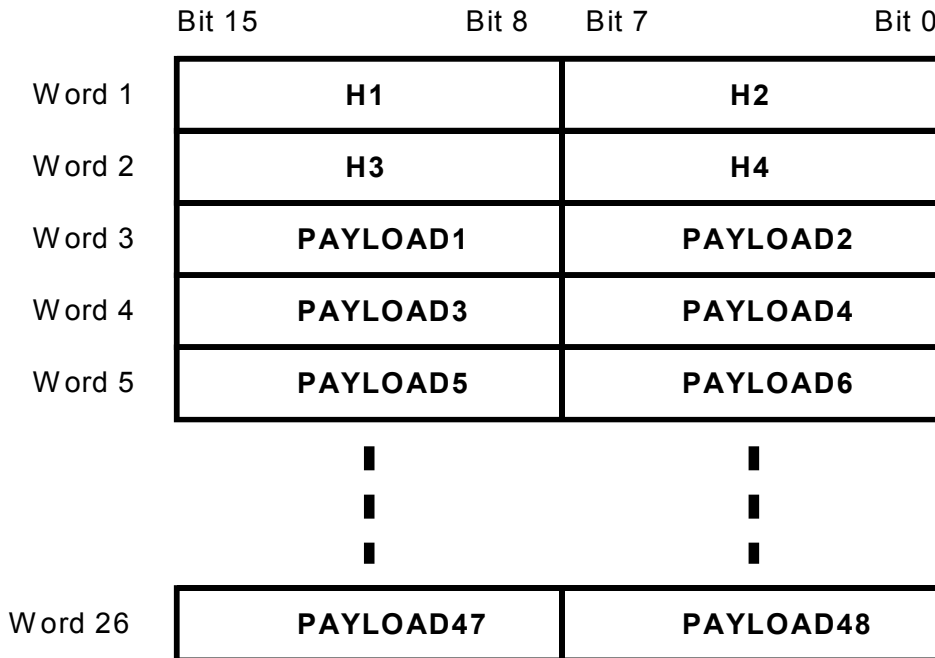 Bit 15 Bit 8 Bit 7 Bit 0
Word 1 H1 H2
Word 2 H3 H4
Word 3 PAYLOAD1 PAYLOAD2
Word 4 PAYLOAD3 PAYLOAD4
Word 5 PAYLOAD5 PAYLOAD6
Word 26 PAYLOAD47 PAYLOAD48